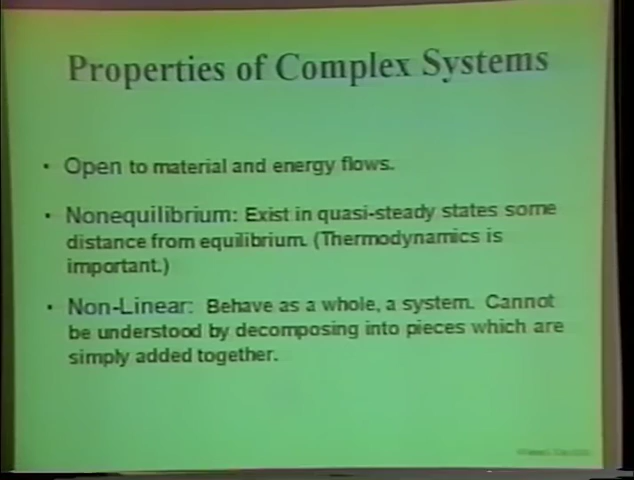 Properties of Complex Systems
• Open to material and energy flows.
• Nonequilibrium: Exist in quasi-steady states some
distance from equilibrium. (Thermodynamics is
important.)
• Non-Linear: Behave as a whole, a system. Cannot
be understood by decomposing into pieces which are
simply added together.